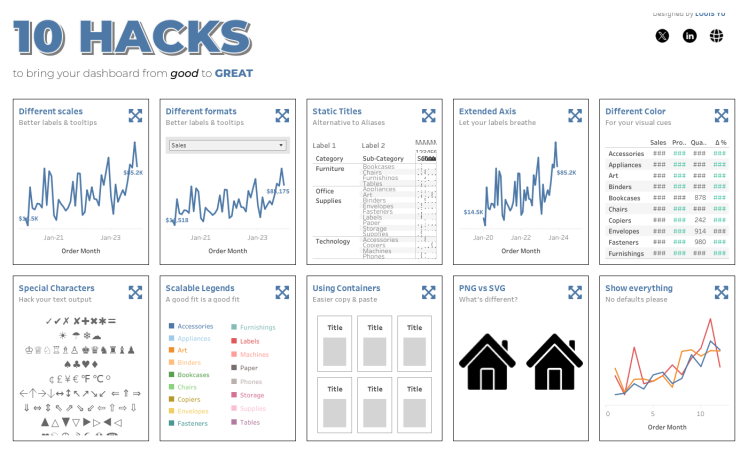 10 HACKS
Designed by LOUIS YU
to bring your dashboard from good to GREAT
Different scales
Better labels & tooltips
$85.2K
$14.5K
Jan-21 Jan-23
Order Month
Different formats
Better labels & tooltips
Sales
Jan-21 Jan-23
Order Month
Static Titles
Alternative to Aliases
Label 1 Label 2
Category Sub-Category
Furniture Bookcases
Chairs
Furnishings
Tables
Office Appliances
Supplies Art
Binders
Envelopes
Fasteners
Labels
Paper
Storage
Supplies
Technology Accessories
Copiers
Machines
Phones
Extended Axis
Let your labels breathe
$85.2K
$14.5K
Jan-20 Jan-22 Jan-24
Order Month
Different Color
For your visual cues
Sales Pro.. Qua.. Δ %
Accessories ### ### ### ###
Appliances ### ### ### ###
Art ### ### ### ###
Binders ### ### ### ###
Bookcases ### ### 878 ###
Chairs ### ### ### ###
Copiers ### ### 242 ###
Envelopes ### ### 914 ###
Fasteners ### ### 980 ###
Furnishings ### ### ### ###
Special Characters
Hack your text output
✓✔✗✘✚✖✱=
☀ ☂ ❄ ☁
♔♕♘♖♗♙ ♚♛♞♜♝♟
♠♣♥♦
¢ £ ¥ € ℉ ℃ º
Scalable Legends
A good fit is a good fit
Accessories Furnishings
Appliances Labels
Art Machines
Binders Paper
Bookcases Phones
Chairs Storage
Copiers Supplies
Envelopes Tables
Fasteners
Using Containers
Easier copy & paste
Title Title Title
Title Title Title
PNG vs SVG
What's different?
Show everything
No defaults please
0 5 10
Order Month